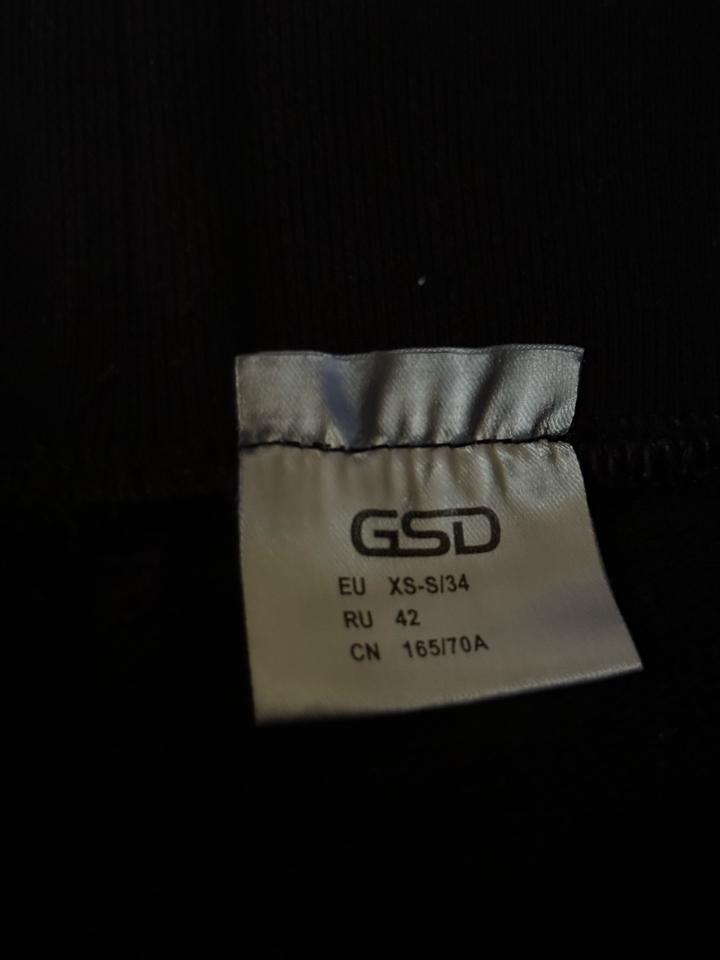 GSD
EU XS-S/34
RU 42
CN 165/70A